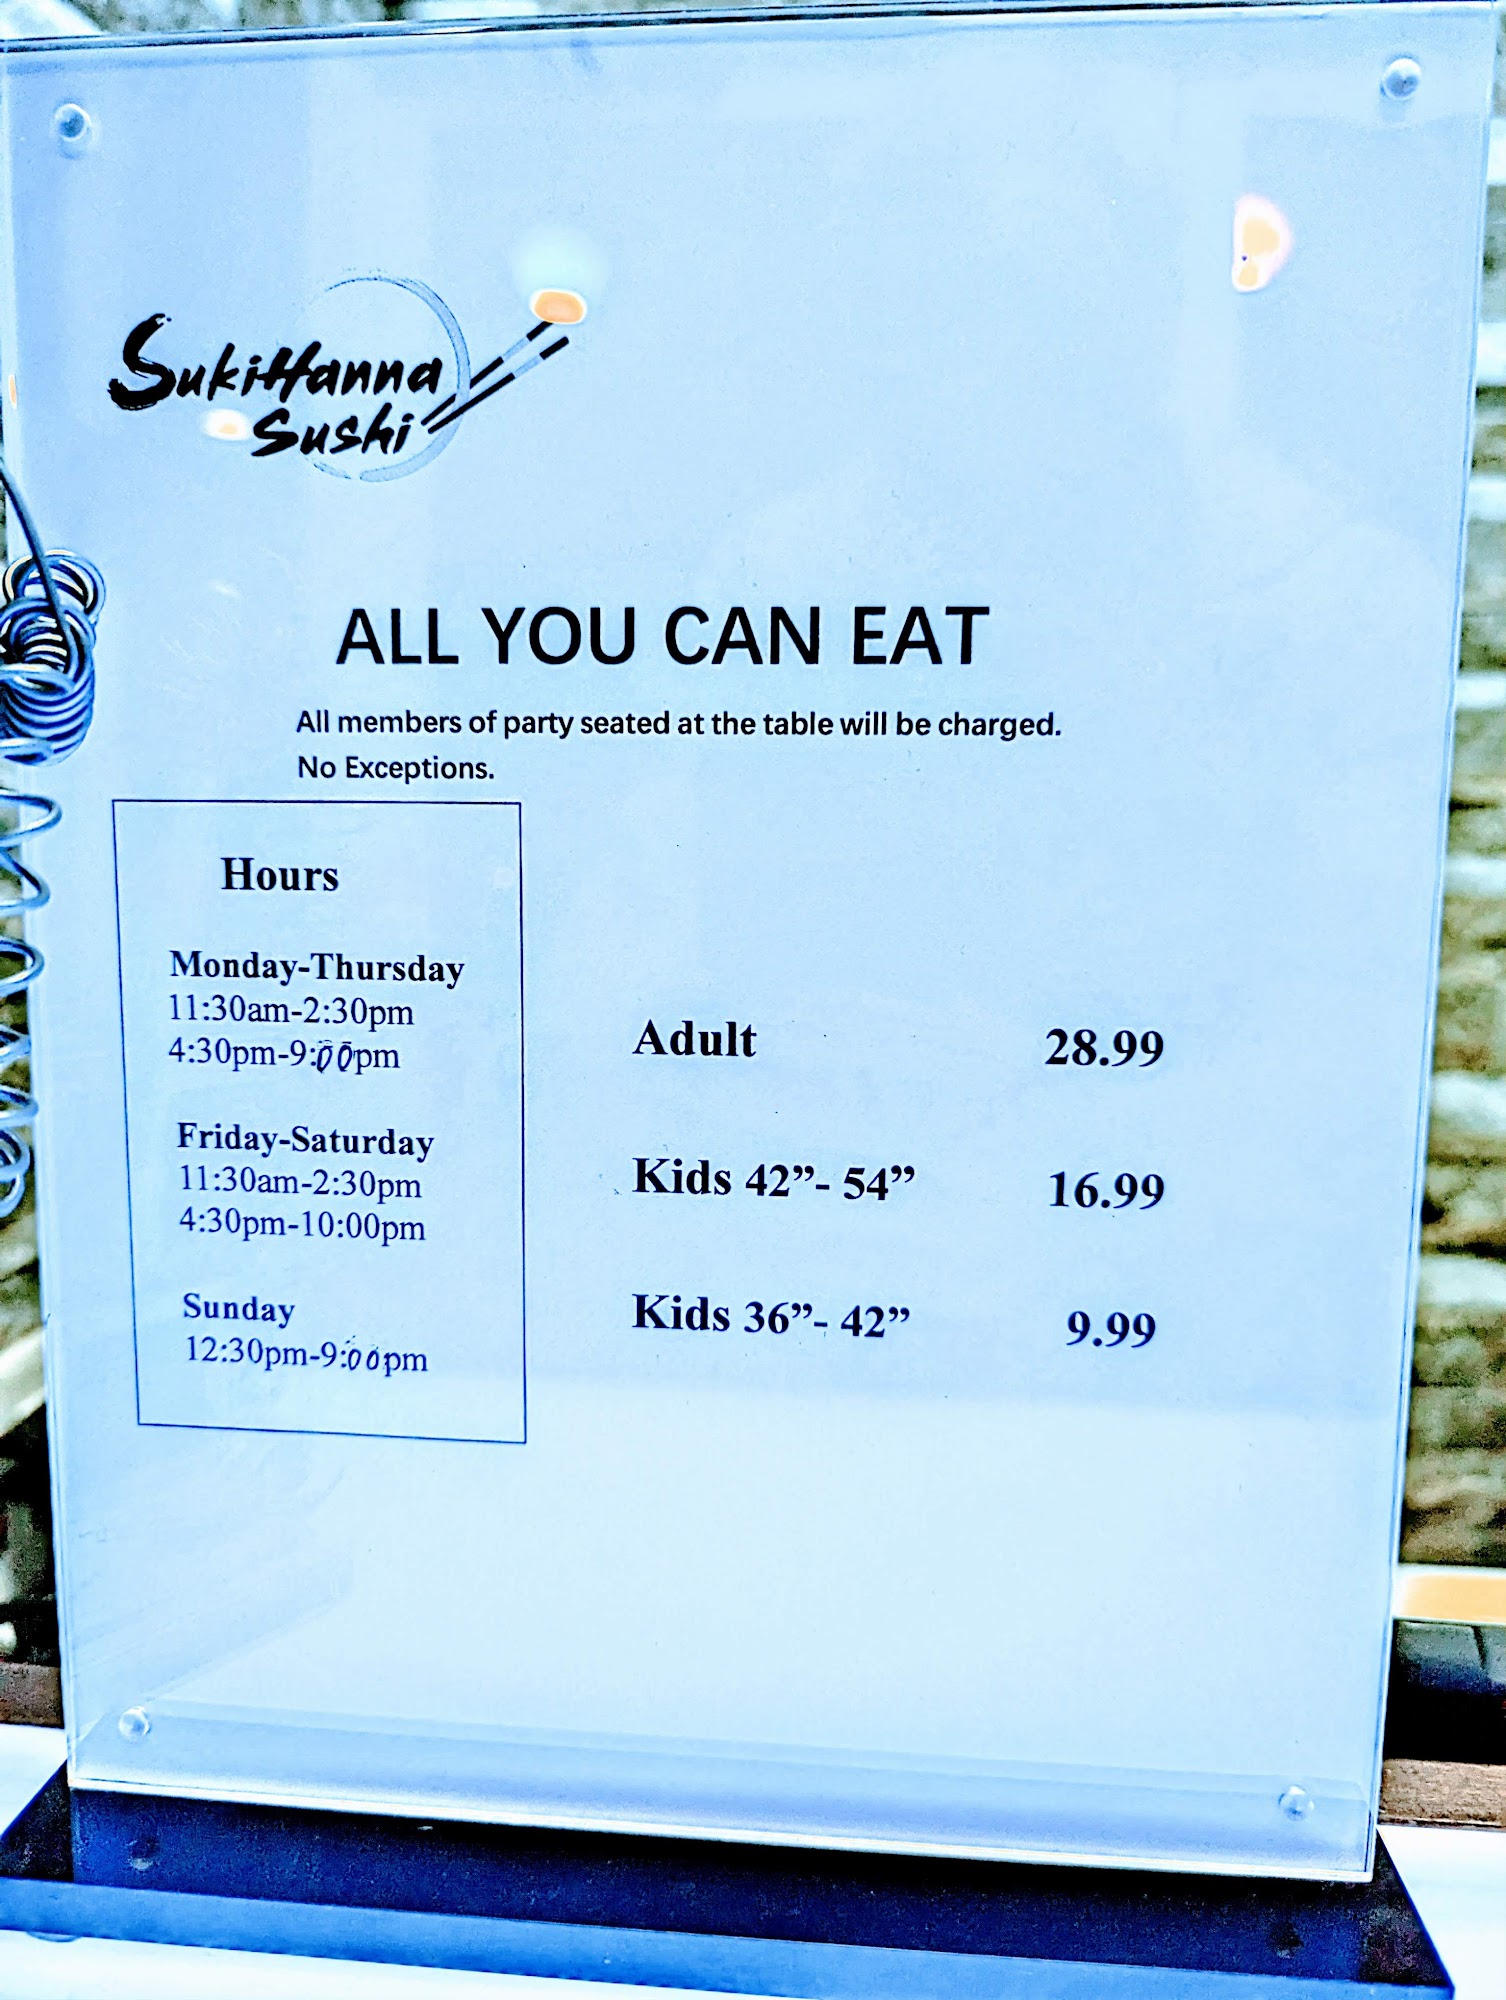 SukiHanna
Sushi
ALL YOU CAN EAT
All members of party seated at the table will be charged.
No Exceptions.
Hours
Monday-Thursday
11:30am-2:30pm
4:30pm-9:00pm
Friday-Saturday
11:30am-2:30pm
4:30pm-10:00pm
Sunday
12:30pm-9:00pm
Adult 28.99
Kids 42”- 54” 16.99
Kids 36”- 42” 9.99